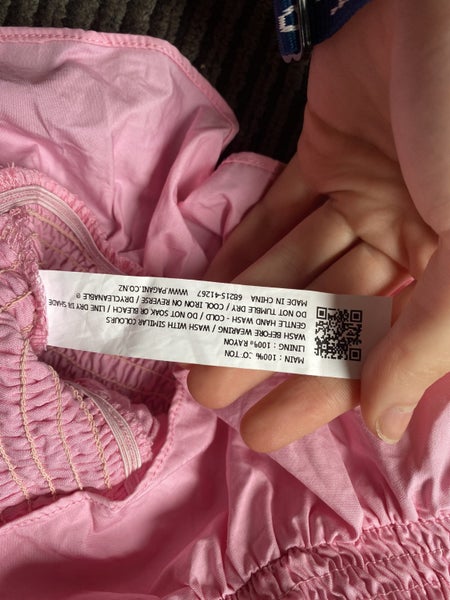 MAIN : 100% COTTON
LINING : 100% RAYON
WASH BEFORE WEARING / WASH WITH SIMILAR COLOURS
GENTLE HAND WASH - COLD / DO NOT SOAK OR BLEACH / LINE DRY IN SHADE
DO NOT TUMBLE DRY / COOL IRON ON REVERSE / DRYCLEANABLE ®
MADE IN CHINA 6821541267 WWW.PAGANI.CO.NZ